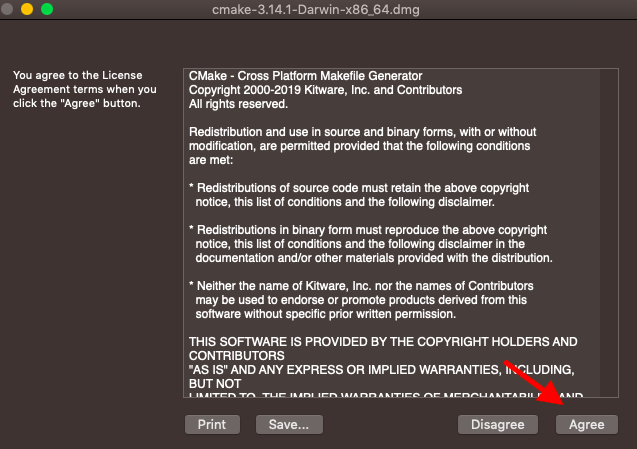 cmake-3.14.1-Darwin-x86_64.dmg
You agree to the License
Agreement terms when you
click the "Agree" button.
CMake - Cross Platform Makefile Generator
Copyright 2000-2019 Kitware, Inc. and Contributors
All rights reserved.
Redistribution and use in source and binary forms, with or without
modification, are permitted provided that the following conditions
are met:
* Redistributions of source code must retain the above copyright
notice, this list of conditions and the following disclaimer.
* Redistributions in binary form must reproduce the above copyright
notice, this list of conditions and the following disclaimer in the
documentation and/or other materials provided with the distribution.
* Neither the name of Kitware, Inc. nor the names of Contributors
may be used to endorse or promote products derived from this
software without specific prior written permission.
THIS SOFTWARE IS PROVIDED BY THE COPYRIGHT HOLDERS AND
CONTRIBUTORS
"AS IS" AND ANY EXPRESS OR IMPLIED WARRANTIES, INCLUDING,
BUT NOT
LIMITED TO, THE IMPLIED WARRANTIES OF MERCHANTABILITY AND
Print
Save...
Disagree
Agree